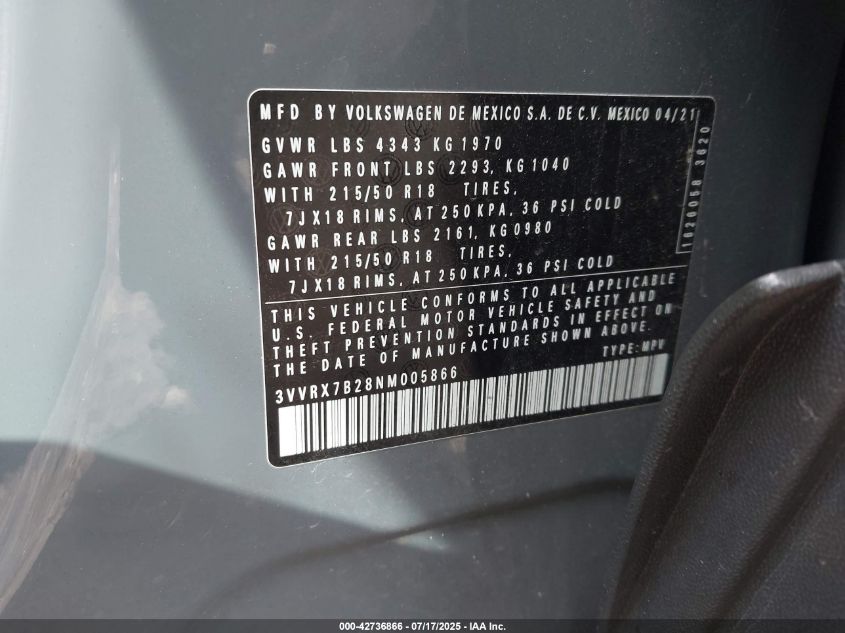 MFD BY VOLKSWAGEN DE MEXICO S.A. DE C.V. MEXICO 04/21
GVWR LBS 4343 KG 1970
GAWR FRONT LBS 2293, KG 1040
WITH 215/50 R18 TIRES,
7JX18 RIMS, AT 250 KPA, 36 PSI COLD
GAWR REAR LBS 2161, KG 0980
WITH 215/50 R18 TIRES,
7JX18 RIMS, AT 250 KPA, 36 PSI COLD
THIS VEHICLE CONFORMS TO ALL APPLICABLE
U.S. FEDERAL MOTOR VEHICLE SAFETY AND
THEFT PREVENTION STANDARDS IN EFFECT ON
THE DATE OF MANUFACTURE SHOWN ABOVE.
3VVRX7B28NM005866 TYPE: MPV
1626058 3620
000-42736866 - 07/17/2025 - IAA Inc.